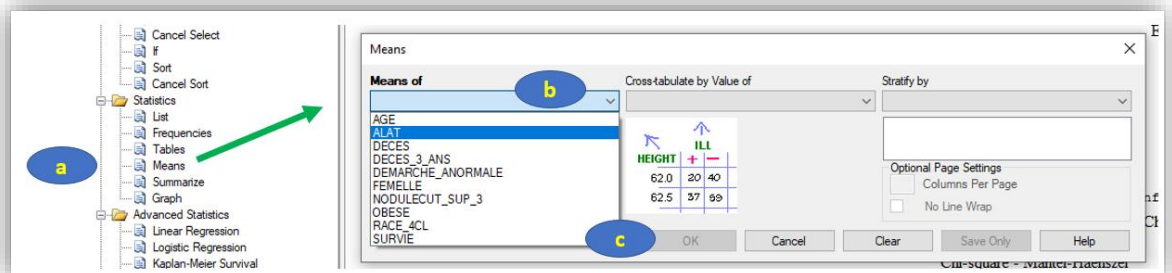 Cancel Select
If
Sort
Cancel Sort
Statistics
List
Frequencies
Tables
a
Means
Summarize
Graph
Advanced Statistics
Linear Regression
Logistic Regression
Kaplan-Meier Survival
Means
Means of
b
Cross-tabulate by Value of
Stratify by
AGE
ALAT
DECES
DECES_3_ANS
DEMARCHE_ANORMALE
FEMELLE
NODULECUT_SUP_3
OBESE
RACE_4CL
SURVIE
ILL
HEIGHT + −
62.0 20 40
62.5 37 69
Optional Page Settings
Columns Per Page
No Line Wrap
c
OK
Cancel
Clear
Save Only
Help
Chi-square - Mantel-Haenszel